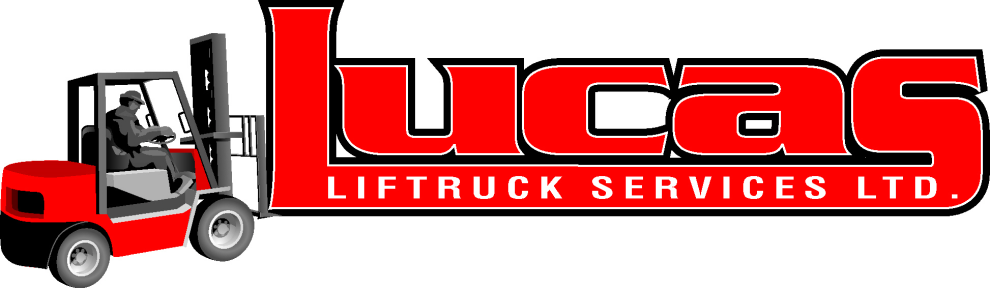 Lucas
LIFTRUCK SERVICES LTD.